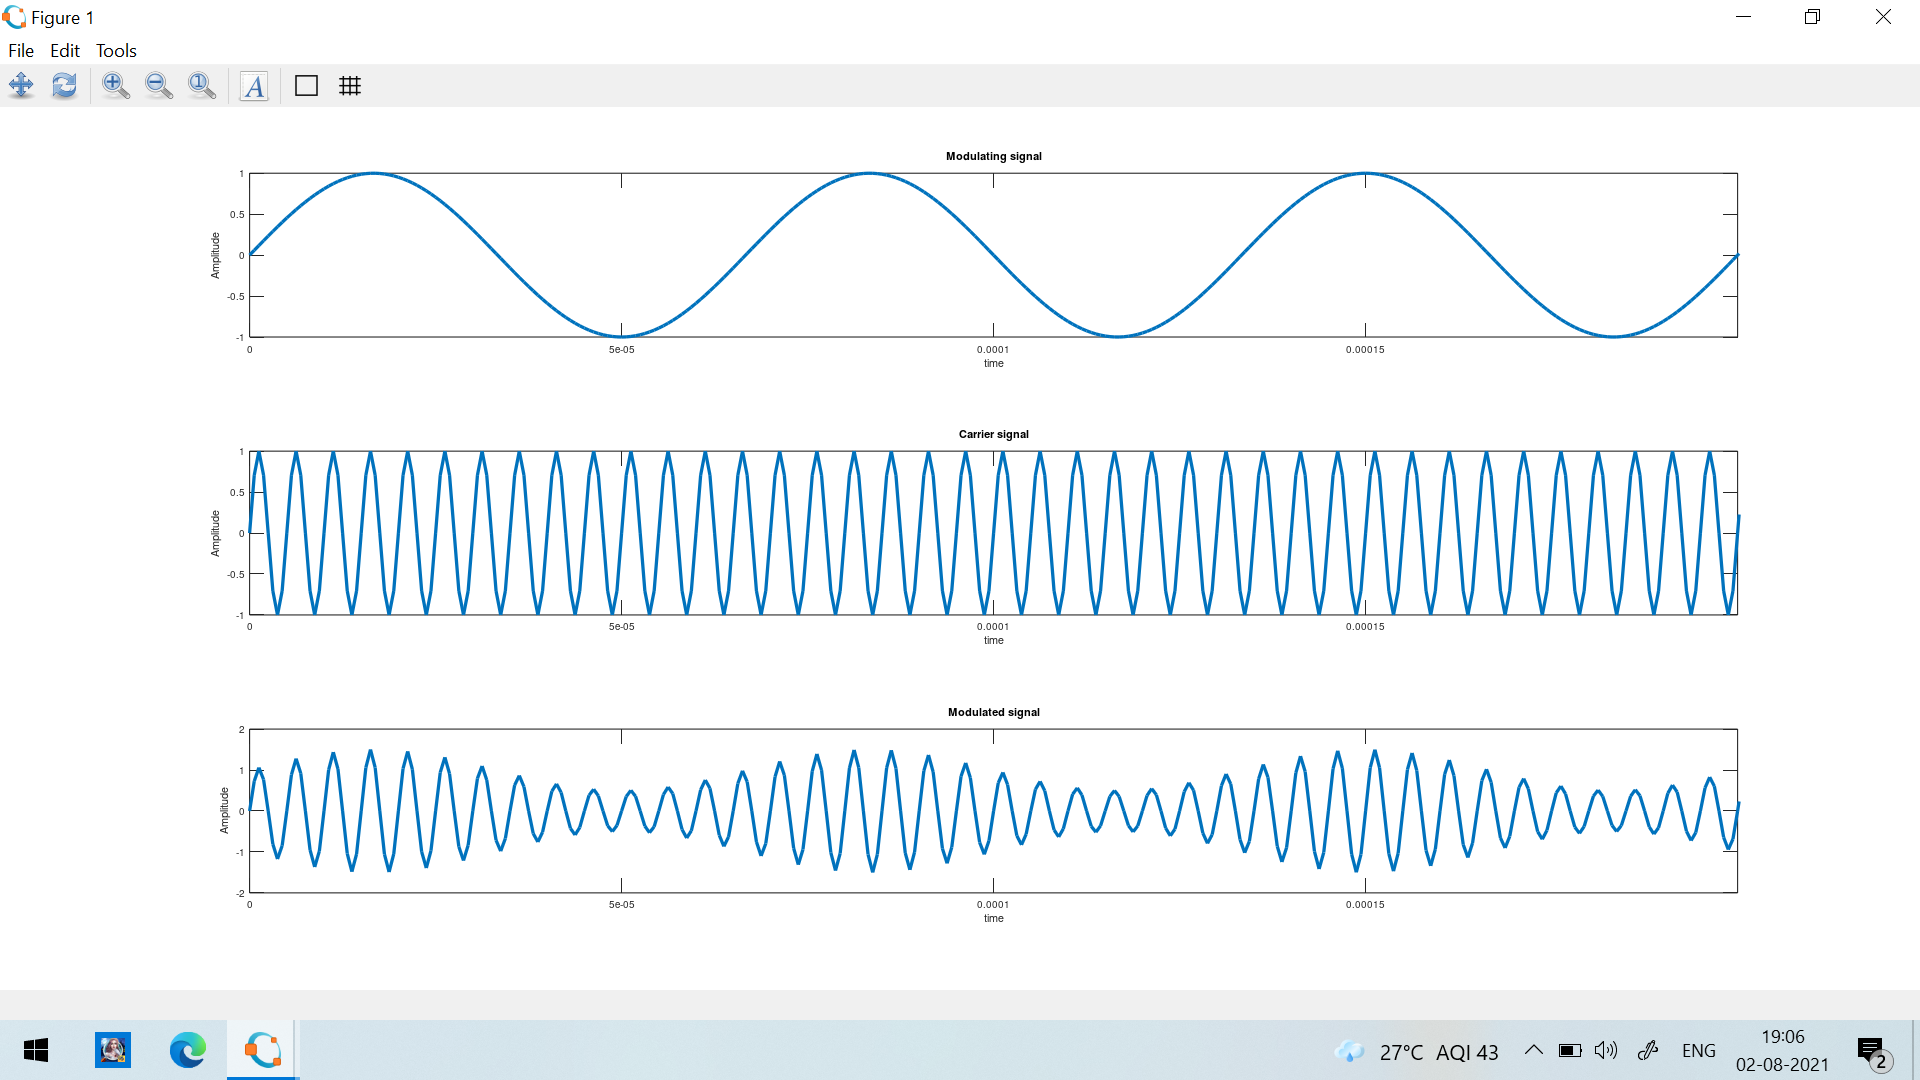 Figure 1
File Edit Tools
A
Modulating signal
1
0.5
0
-0.5
-1
Amplitude
0 5e-05 0.0001 0.00015
time
Carrier signal
1
0.5
0
-0.5
-1
Amplitude
0 5e-05 0.0001 0.00015
time
Modulated signal
2
1
0
-1
-2
Amplitude
0 5e-05 0.0001 0.00015
time
27°C AQI 43 ENG 19:06
02-08-2021
2